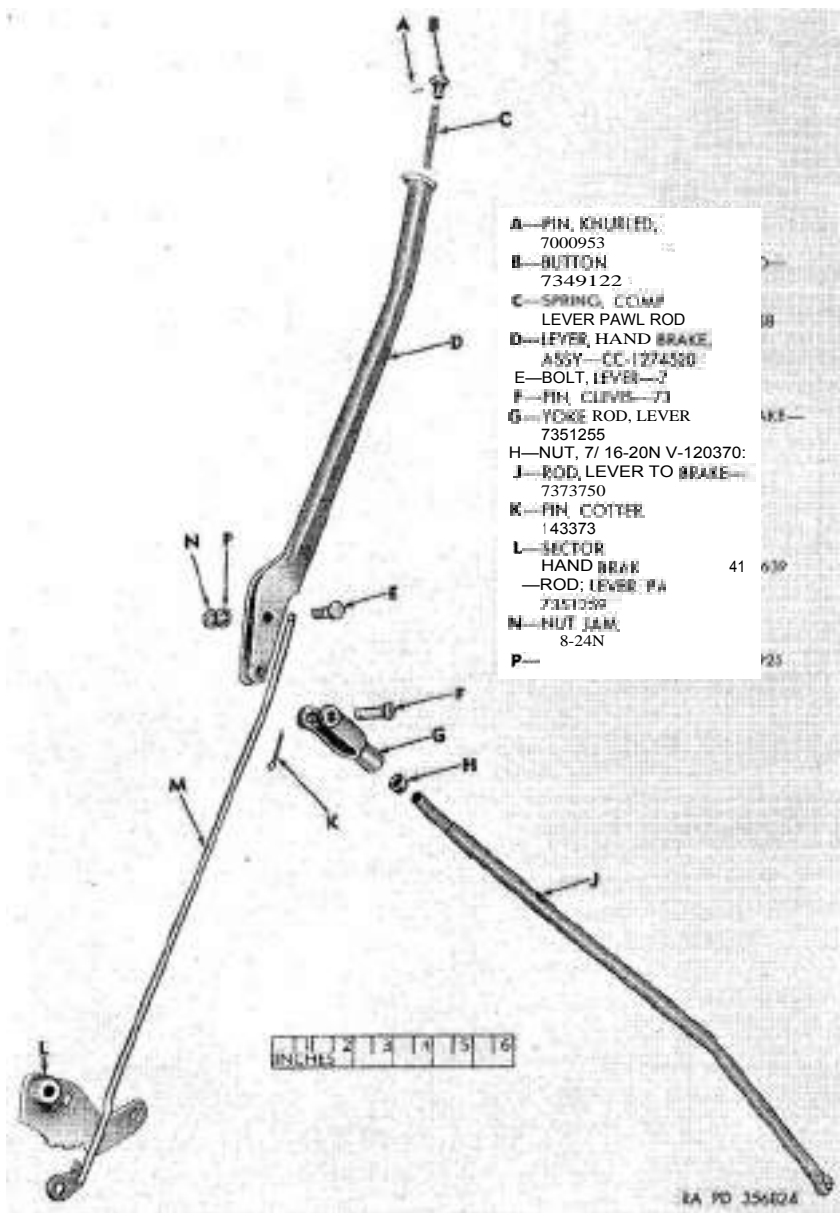 A B
C
D
A—PIN, KNURLED,
7000953
B—BUTTON
7349122
C—SPRING, COMP
LEVER PAWL ROD
D—LEVER, HAND BRAKE,
ASSY—CC-1274580
E—BOLT, LEVER—7
F—PIN, CLEVIS—73
G—YOKE ROD, LEVER
7351255
H—NUT, 7/ 16-20N V-120370:
J—ROD, LEVER TO BRAKE—
7373750
K—PIN, COTTER
143373
L—SECTOR
HAND BRAK 41 639
—ROD; LEVER PA
7351259
N—NUT JAM
8-24N
P—
N P
E
F
G
H
K
M
J
L
INCHES 1 2 3 4 5 6
RA PD 356824